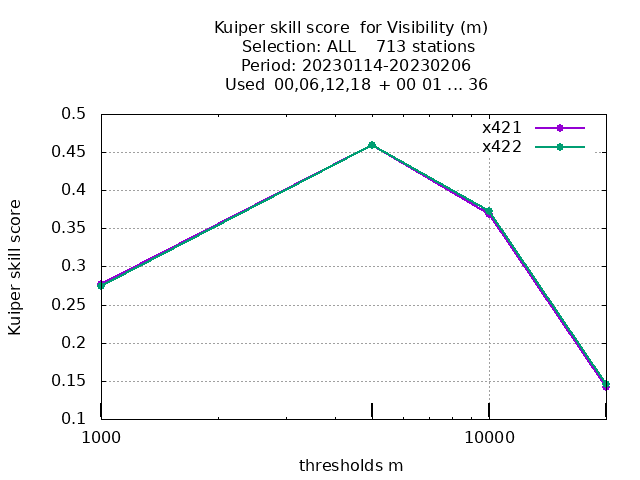 Kuiper skill score  for Visibility (m)
Selection: ALL    713 stations
Period: 20230114-20230206
Used  00,06,12,18  + 00 01 ... 36
x421
x422
0.5
0.45
0.4
0.35
0.3
0.25
0.2
0.15
0.1
Kuiper skill score
1000
10000
thresholds m